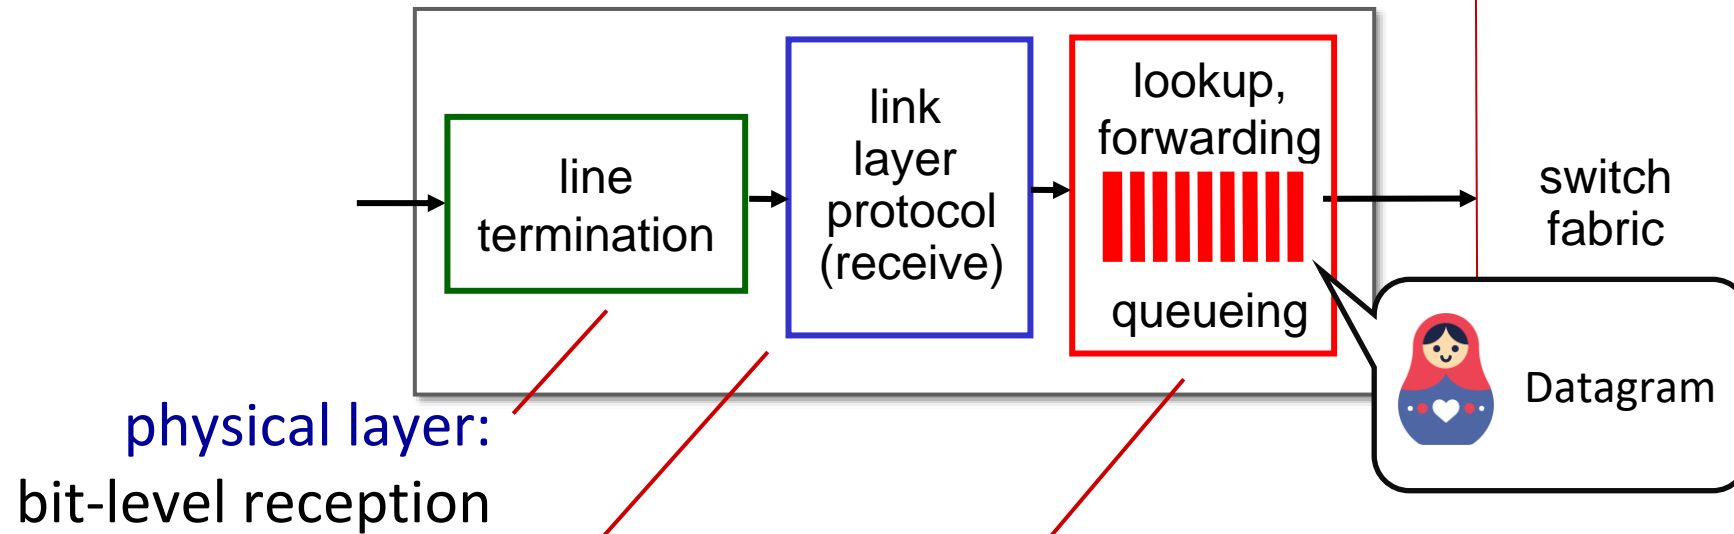 line
termination
link
layer
protocol
(receive)
lookup,
forwarding
queueing
switch
fabric
Datagram
physical layer:
bit-level reception